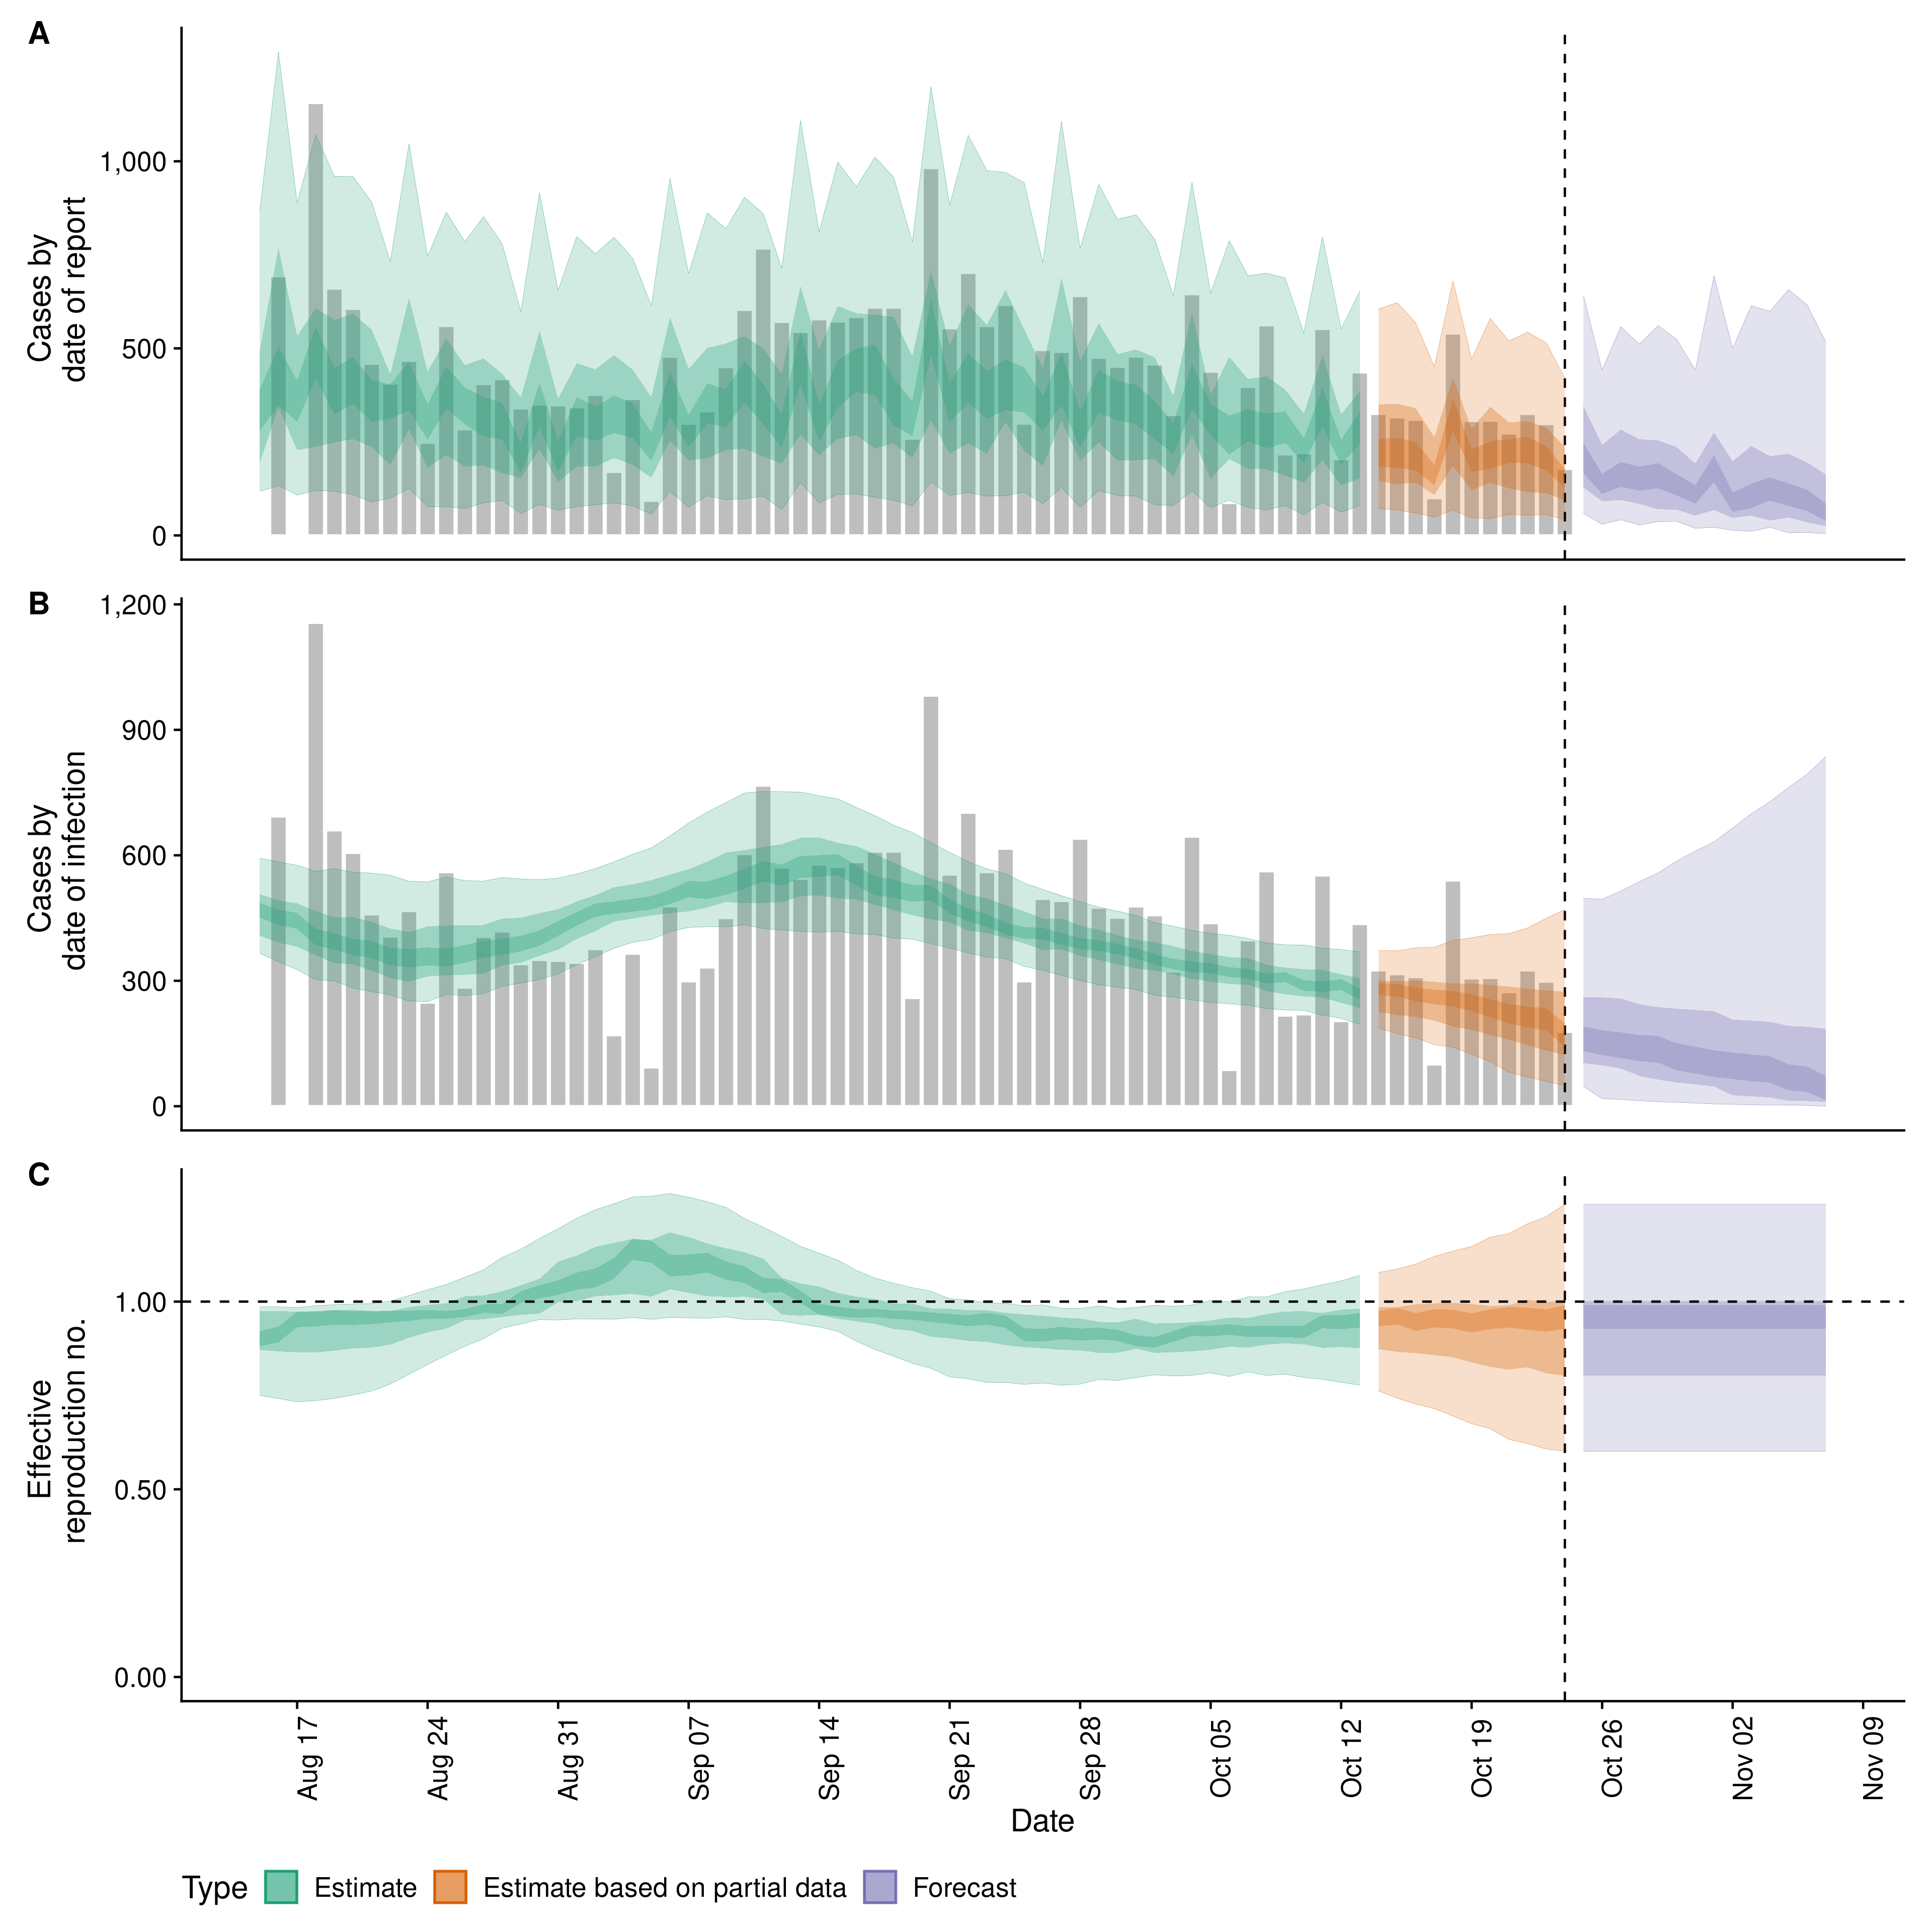 A
Cases by
date of report
1,000
500
0
B
Cases by
date of infection
1,200
900
600
300
0
C
Effective
reproduction no.
1.00
0.50
0.00
Aug 17
Aug 24
Aug 31
Sep 07
Sep 14
Sep 21
Sep 28
Oct 05
Oct 12
Oct 19
Oct 26
Nov 02
Nov 09
Date
Type Estimate Estimate based on partial data Forecast